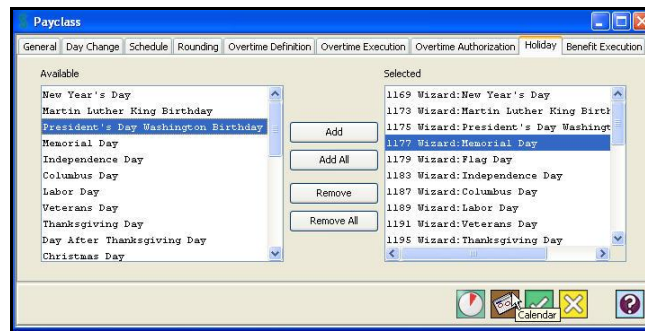 Payclass
General Day Change Schedule Rounding Overtime Definition Overtime Execution Overtime Authorization Holiday Benefit Execution
Available
New Year's Day
Martin Luther King Birthday
President's Day Washington Birthday
Memorial Day
Independence Day
Columbus Day
Labor Day
Veterans Day
Thanksgiving Day
Day After Thanksgiving Day
Christmas Day
Add
Add All
Remove
Remove All
Selected
1169 Wizard:New Year's Day
1173 Wizard:Martin Luther King Birth
1175 Wizard:President's Day Washingt
1177 Wizard:Memorial Day
1179 Wizard:Flag Day
1183 Wizard:Independence Day
1187 Wizard:Columbus Day
1189 Wizard:Labor Day
1191 Wizard:Veterans Day
1195 Wizard:Thanksgiving Day
Calendar